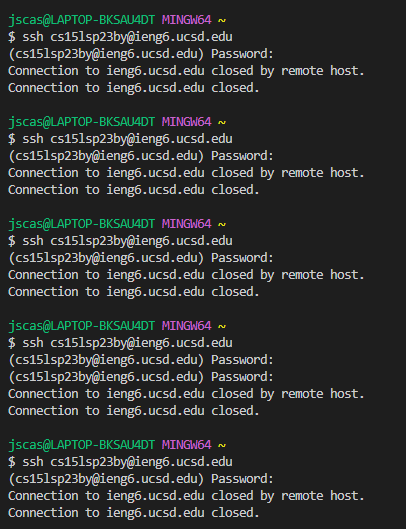 jscas@LAPTOP-BKSAU4DT MINGW64 ~
$ ssh cs15lsp23by@ieng6.ucsd.edu
(cs15lsp23by@ieng6.ucsd.edu) Password:
Connection to ieng6.ucsd.edu closed by remote host.
Connection to ieng6.ucsd.edu closed.
jscas@LAPTOP-BKSAU4DT MINGW64 ~
$ ssh cs15lsp23by@ieng6.ucsd.edu
(cs15lsp23by@ieng6.ucsd.edu) Password:
Connection to ieng6.ucsd.edu closed by remote host.
Connection to ieng6.ucsd.edu closed.
jscas@LAPTOP-BKSAU4DT MINGW64 ~
$ ssh cs15lsp23by@ieng6.ucsd.edu
(cs15lsp23by@ieng6.ucsd.edu) Password:
Connection to ieng6.ucsd.edu closed by remote host.
Connection to ieng6.ucsd.edu closed.
jscas@LAPTOP-BKSAU4DT MINGW64 ~
$ ssh cs15lsp23by@ieng6.ucsd.edu
(cs15lsp23by@ieng6.ucsd.edu) Password:
(cs15lsp23by@ieng6.ucsd.edu) Password:
Connection to ieng6.ucsd.edu closed by remote host.
Connection to ieng6.ucsd.edu closed.
jscas@LAPTOP-BKSAU4DT MINGW64 ~
$ ssh cs15lsp23by@ieng6.ucsd.edu
(cs15lsp23by@ieng6.ucsd.edu) Password:
Connection to ieng6.ucsd.edu closed by remote host.
Connection to ieng6.ucsd.edu closed.